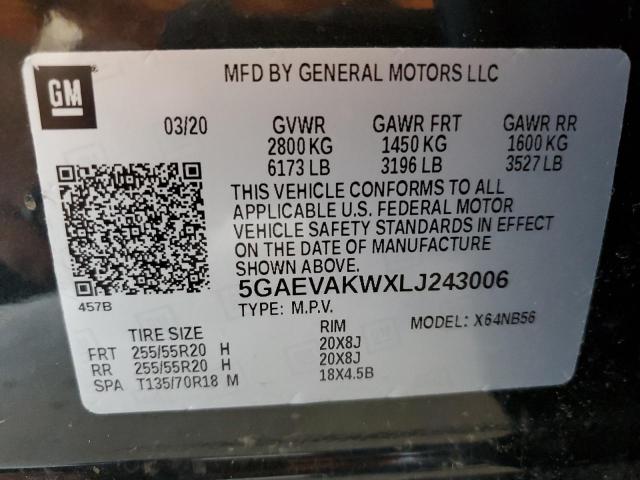 GM
MFD BY GENERAL MOTORS LLC
03/20 GVWR GAWR FRT GAWR RR
2800 KG 1450 KG 1600 KG
6173 LB 3196 LB 3527 LB
THIS VEHICLE CONFORMS TO ALL
APPLICABLE U.S. FEDERAL MOTOR
VEHICLE SAFETY STANDARDS IN EFFECT
ON THE DATE OF MANUFACTURE
SHOWN ABOVE.
5GAEVAKWXLJ243006
457B
TYPE: M.P.V.
MODEL: X64NB56
TIRE SIZE RIM
FRT 255/55R20 H 20X8J
RR 255/55R20 H 20X8J
SPA T135/70R18 M 18X4.5B